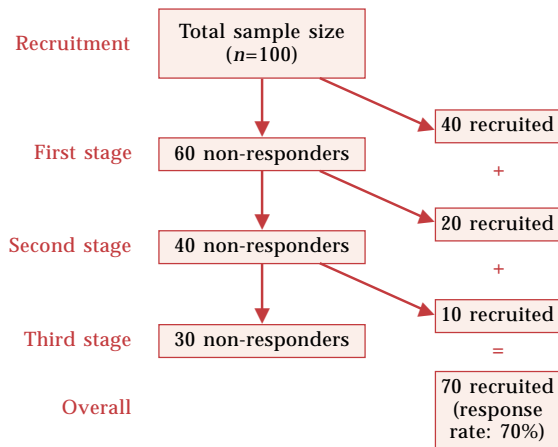 Recruitment
Total sample size
(n=100)
40 recruited
First stage
60 non-responders
+
20 recruited
Second stage
40 non-responders
+
10 recruited
Third stage
30 non-responders
=
Overall
70 recruited
(response
rate: 70%)